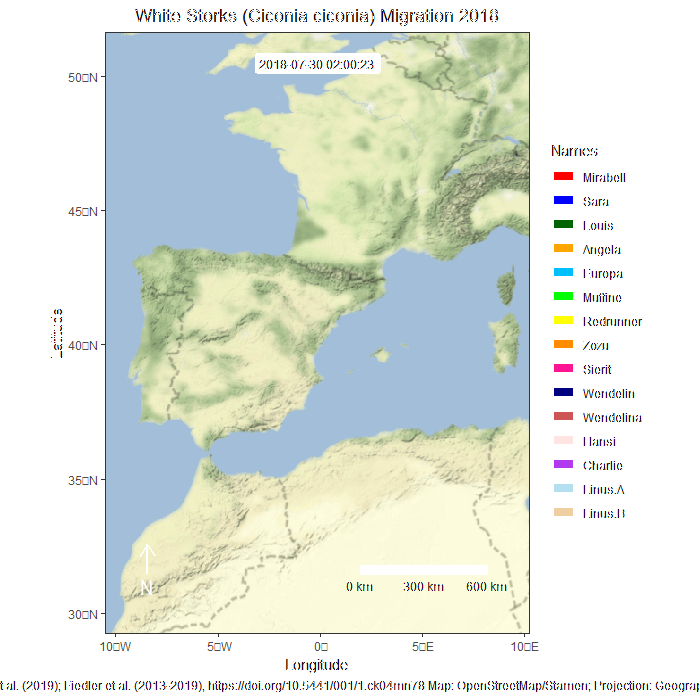 White Storks (Ciconia ciconia) Migration 2018
2018-07-30 02:00:23
50□N
45□N
40□N
35□N
30□N
Latitude
N
0 km 300 km 600 km
10□W 5□W 0□ 5□E 10□E
Longitude
Names
Mirabell
Sara
Louis
Angela
Europa
Muffine
Redrunner
Zozu
Sierit
Wendelin
Wendelina
Hansi
Charlie
Linus.A
Linus.B
t al. (2019); Fiedler et al. (2013-2019), https://doi.org/10.5441/001/1.ck04mn78 Map: OpenStreetMap/Stamen; Projection: Geograp